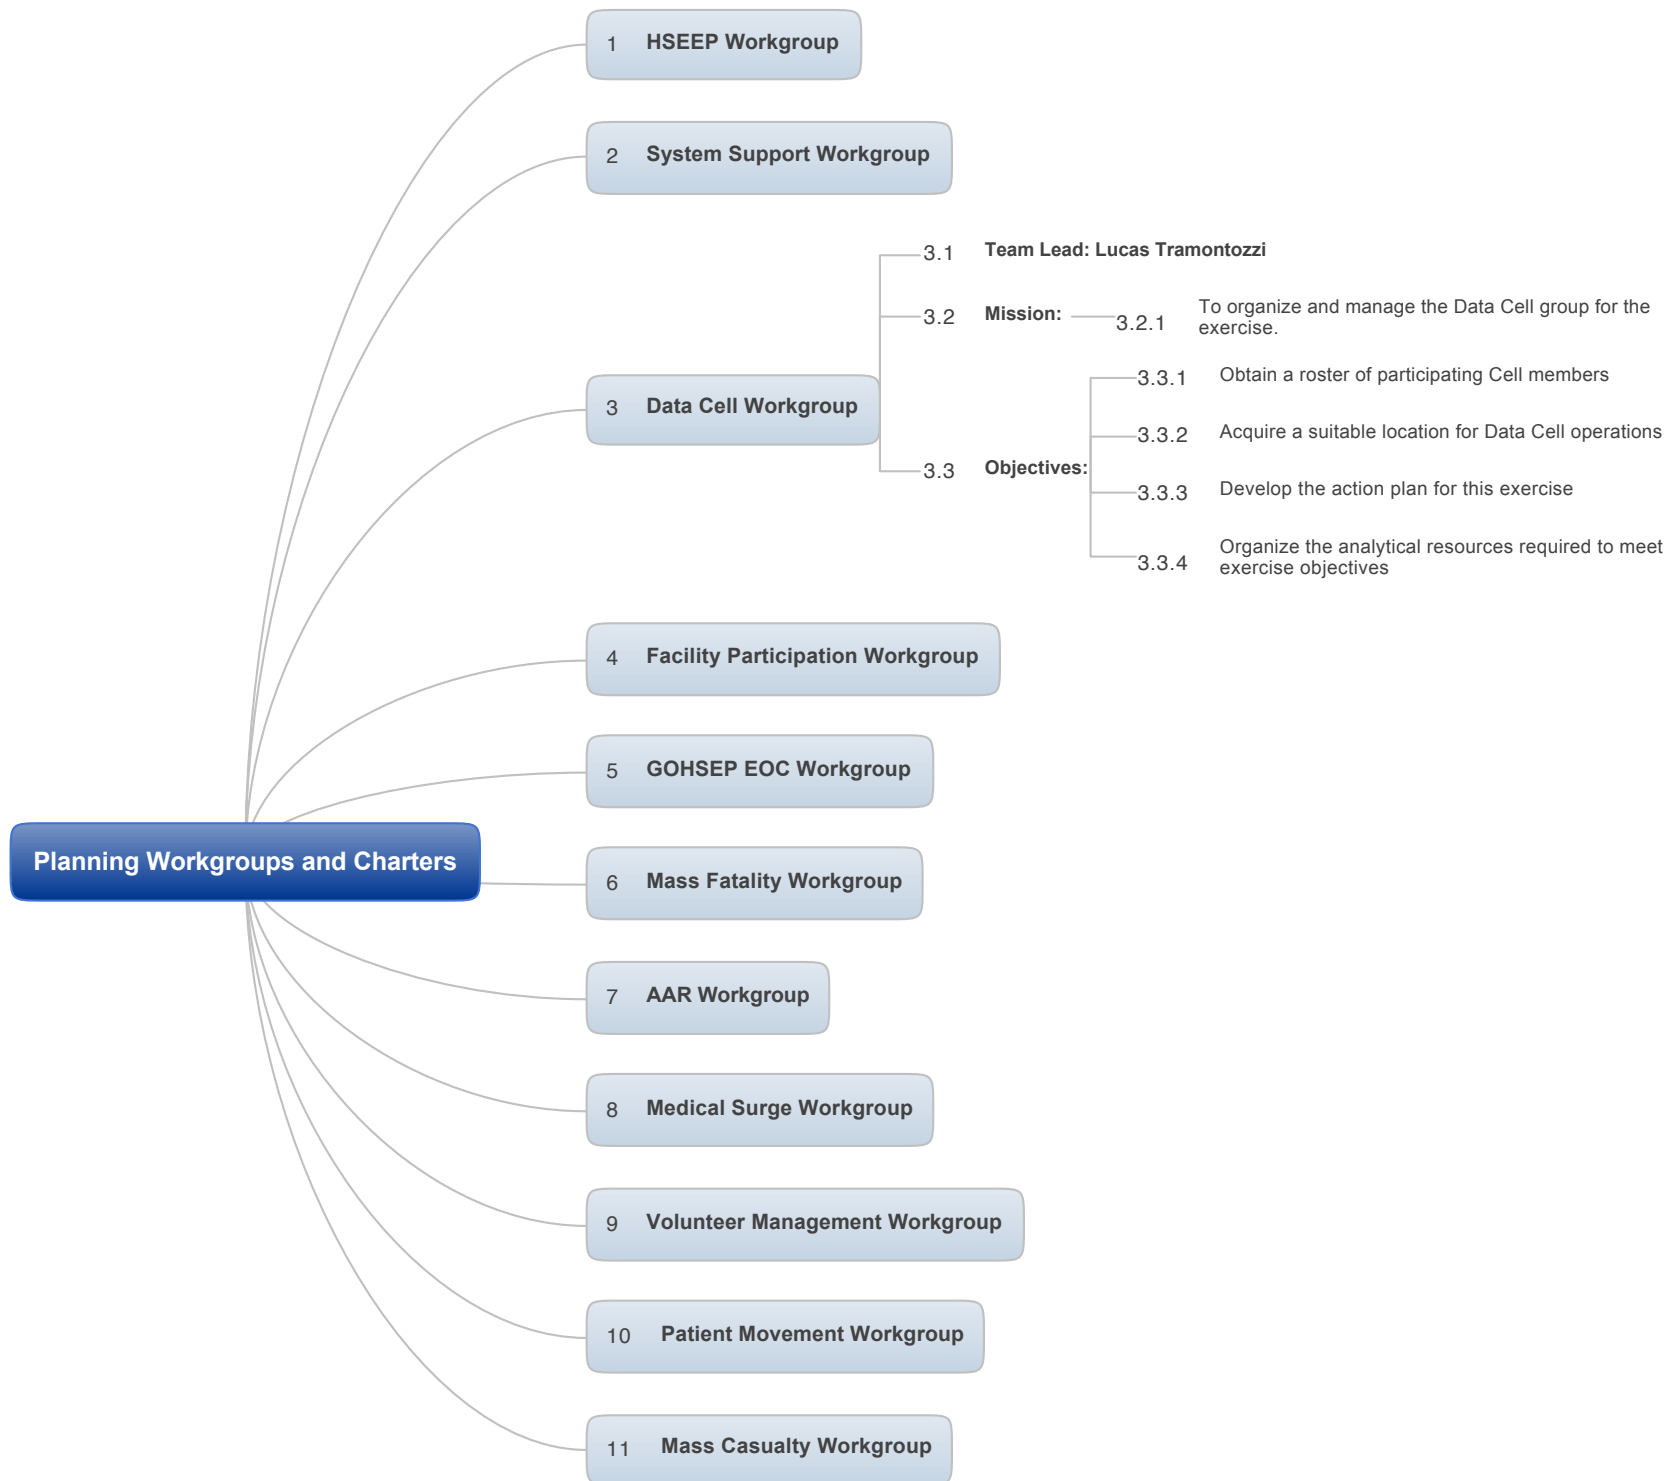 1 HSEEP Workgroup
2 System Support Workgroup
3.1 Team Lead: Lucas Tramontozzi
3.2 Mission:
3.2.1 To organize and manage the Data Cell group for the
exercise.
3 Data Cell Workgroup
3.3 Objectives:
3.3.1 Obtain a roster of participating Cell members
3.3.2 Acquire a suitable location for Data Cell operations
3.3.3 Develop the action plan for this exercise
3.3.4 Organize the analytical resources required to meet
exercise objectives
4 Facility Participation Workgroup
5 GOHSEP EOC Workgroup
Planning Workgroups and Charters
6 Mass Fatality Workgroup
7 AAR Workgroup
8 Medical Surge Workgroup
9 Volunteer Management Workgroup
10 Patient Movement Workgroup
11 Mass Casualty Workgroup